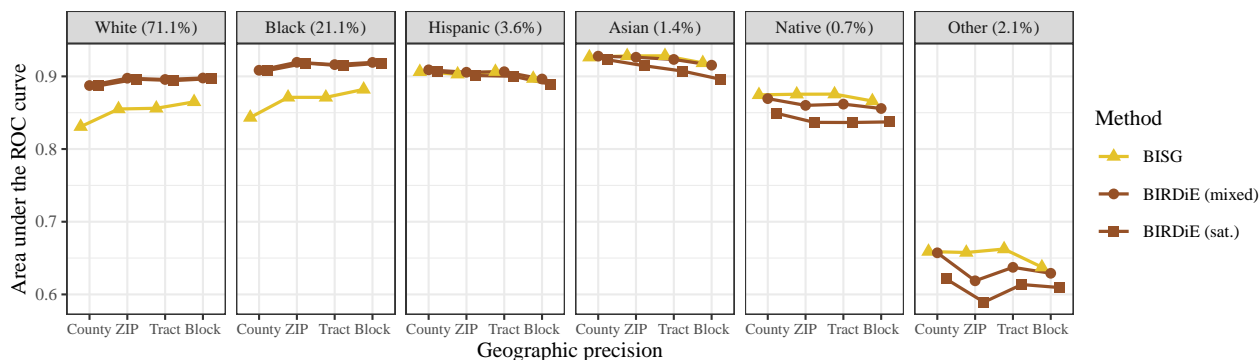 White (71.1%)
Black (21.1%)
Hispanic (3.6%)
Asian (1.4%)
Native (0.7%)
Other (2.1%)
Area under the ROC curve
0.9
0.8
0.7
0.6
County ZIP Tract Block
County ZIP Tract Block
County ZIP Tract Block
County ZIP Tract Block
County ZIP Tract Block
County ZIP Tract Block
Geographic precision
Method
BISG
BIRDiE (mixed)
BIRDiE (sat.)